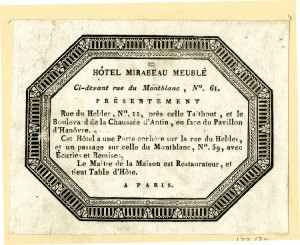 HÔTEL MIRABEAU MEUBLÉ
Ci-devant rue du Montblanc, N°. 61.
PRÉSENTEMENT
Rue du Helder, N°. 12, près celle Taitbout, et le
Boulevard de la Chaussée d'Antin, en face du Pavillon
d'Hanôvre.
Cet Hôtel a une Porte cochère sur la rue du Helder,
et un passage sur celle du Montblanc, N°. 59, avec
Écuries et Remises.
Le Maître de la Maison est Restaurateur, et
tient Table d'Hôte.
A PARIS.